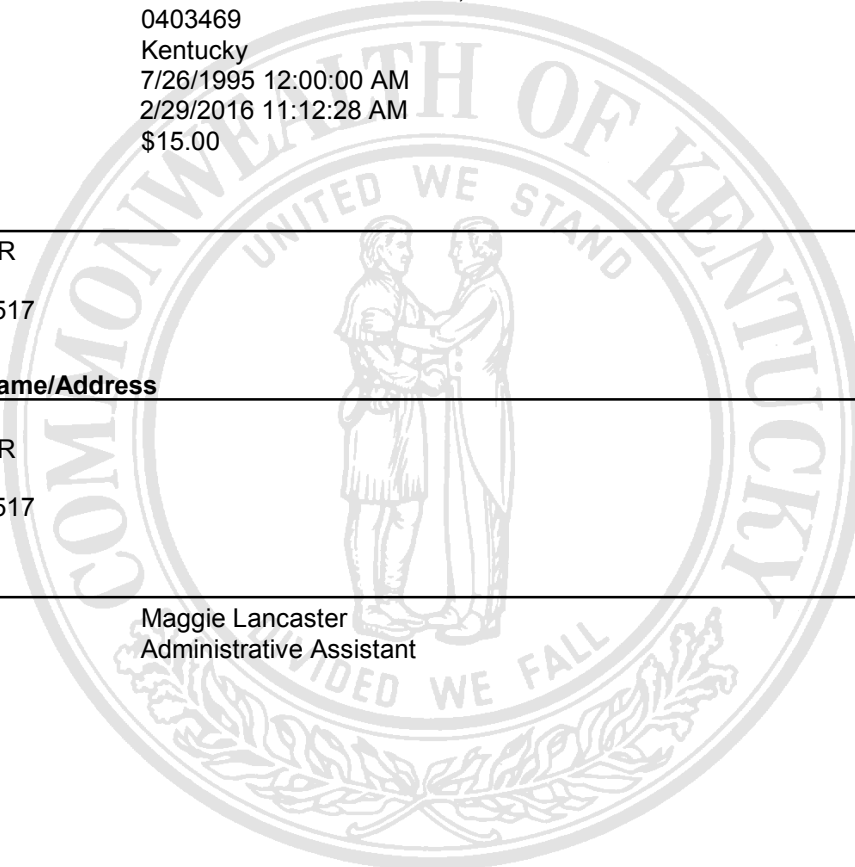 0403469
Kentucky
7/26/1995 12:00:00 AM
2/29/2016 11:12:28 AM
$15.00
COMMONWEALTH OF KENTUCKY
UNITED WE STAND
R
517
ame/Address
R
517
Maggie Lancaster
Administrative Assistant
DIVIDED WE FALL